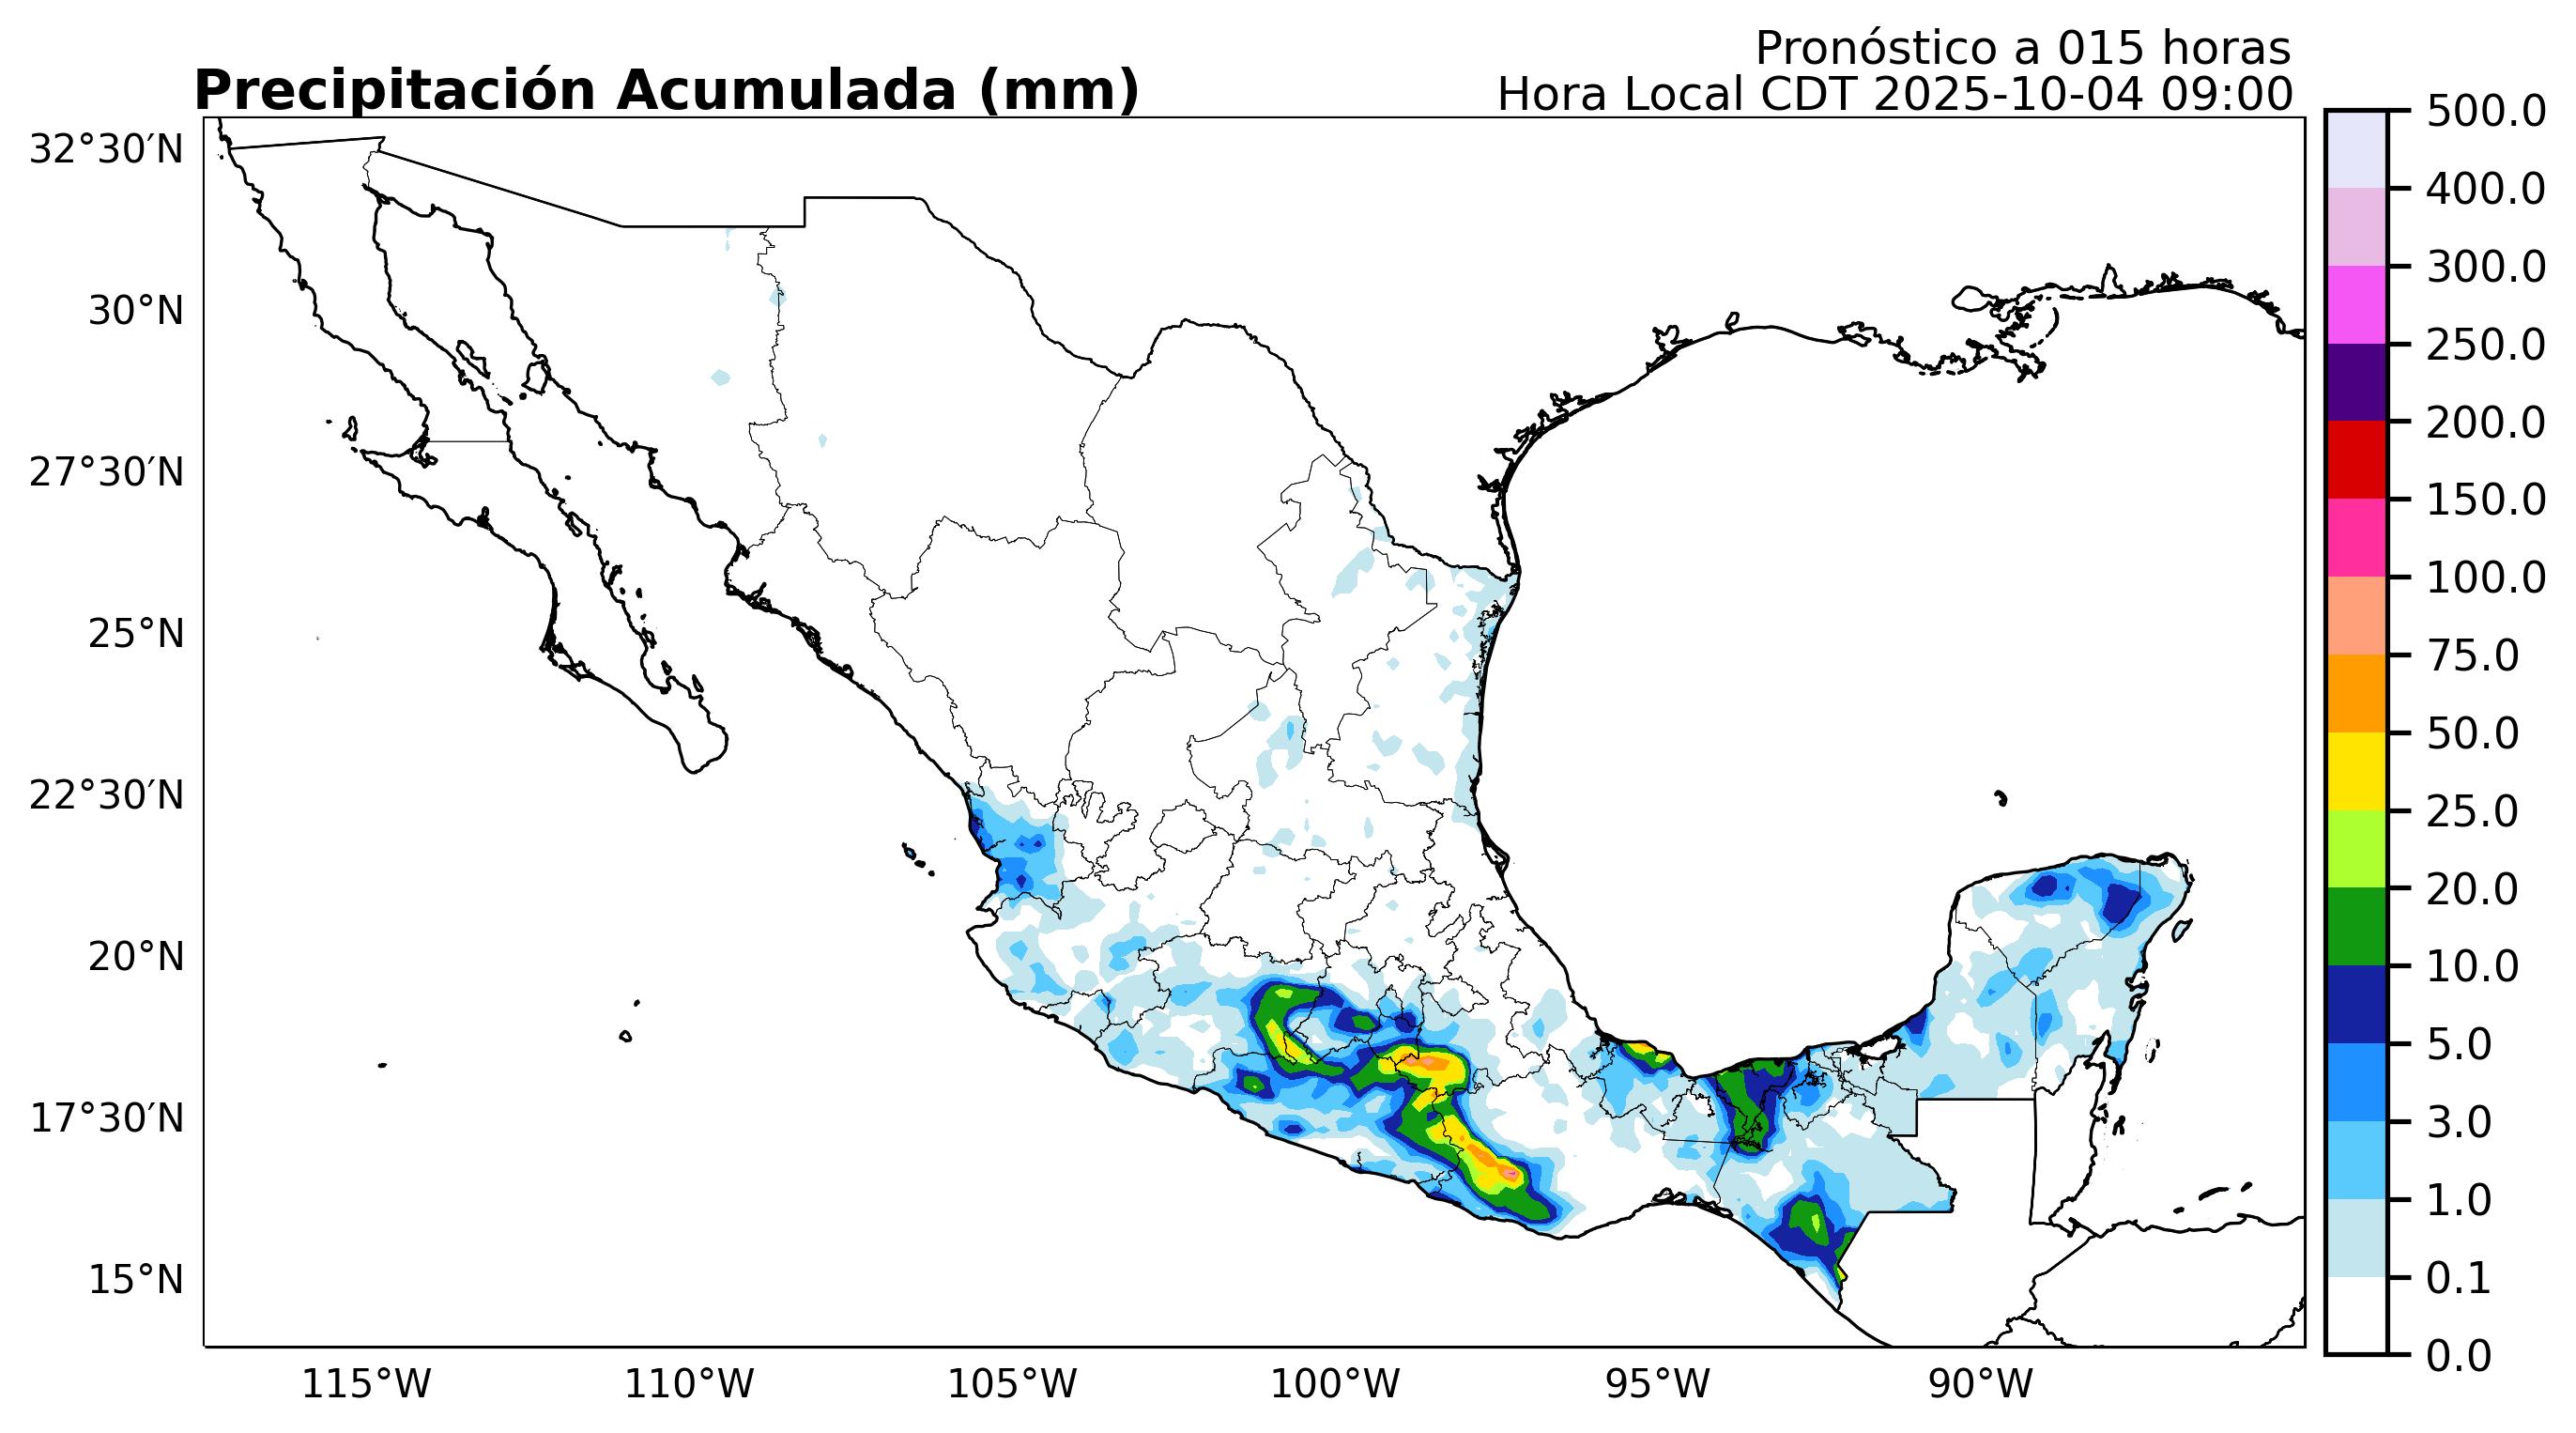 Pronóstico a 015 horas
Precipitación Acumulada (mm)
Hora Local CDT 2025-10-04 09:00
32°30′N
30°N
27°30′N
25°N
22°30′N
20°N
17°30′N
15°N
115°W
110°W
105°W
100°W
95°W
90°W
500.0
400.0
300.0
250.0
200.0
150.0
100.0
75.0
50.0
25.0
20.0
10.0
5.0
3.0
1.0
0.1
0.0